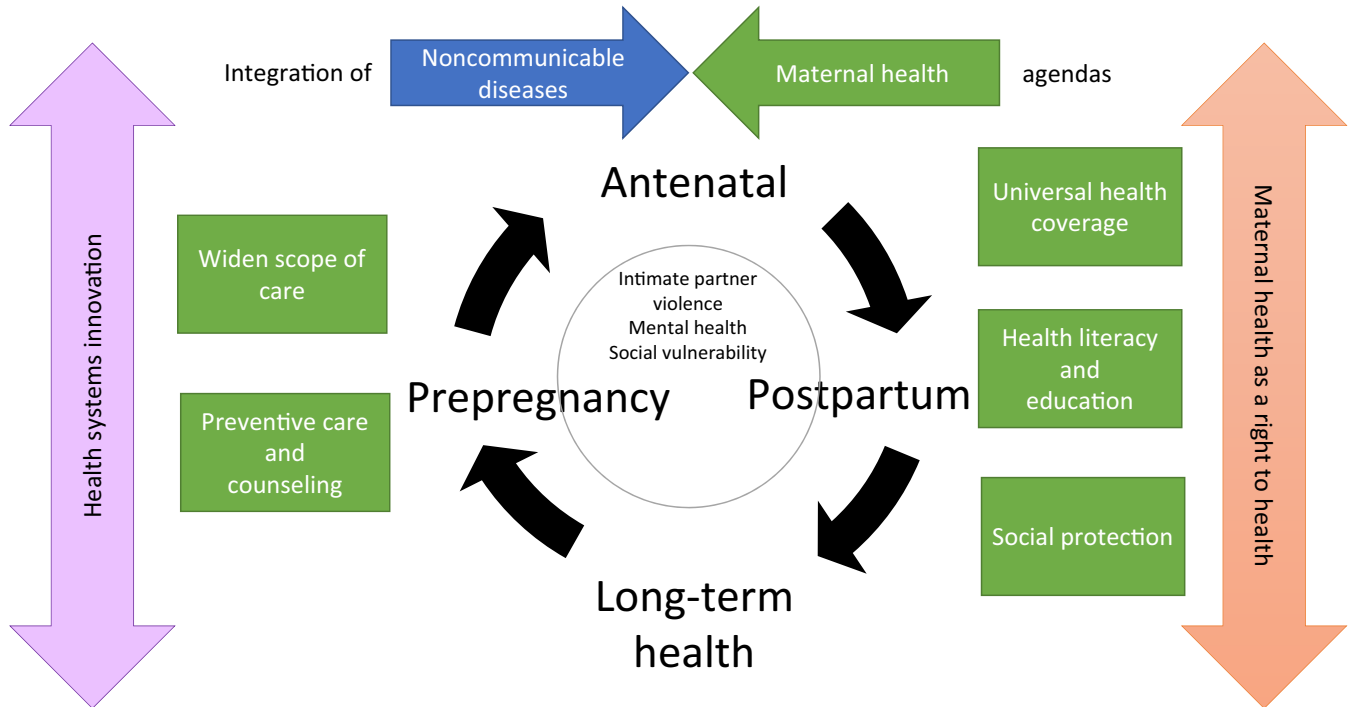 Integration of
Noncommunicable
diseases
Maternal health
agendas
Health systems innovation
Widen scope of
care
Preventive care
and
counseling
Antenatal
Intimate partner
violence
Mental health
Social vulnerability
Prepregnancy
Postpartum
Long-term
health
Universal health
coverage
Health literacy
and
education
Social protection
Maternal health as a right to health